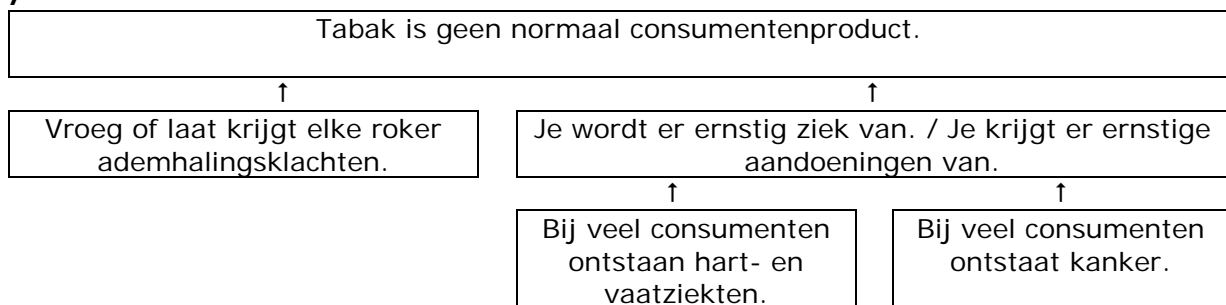 Tabak is geen normaal consumentenproduct.
↑ ↑
Vroeg of laat krijgt elke roker
ademhalingsklachten.
Je wordt er ernstig ziek van. / Je krijgt er ernstige
aandoeningen van.
↑ ↑
Bij veel consumenten
ontstaan hart- en
vaatziekten.
Bij veel consumenten
ontstaat kanker.